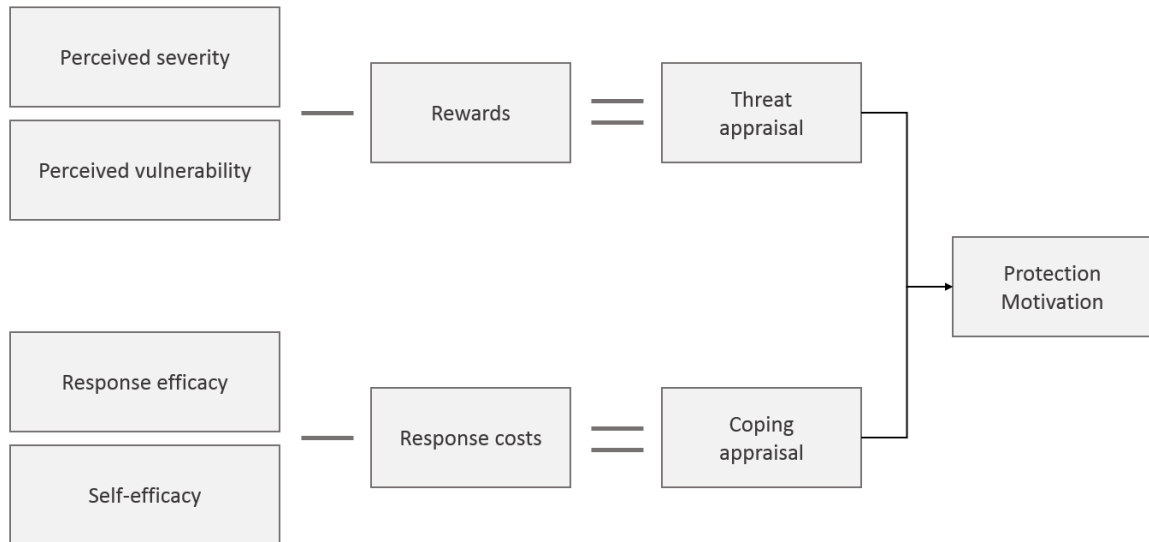 Perceived severity
Perceived vulnerability
Rewards
Threat
appraisal
Protection
Motivation
Response efficacy
Self-efficacy
Response costs
Coping
appraisal